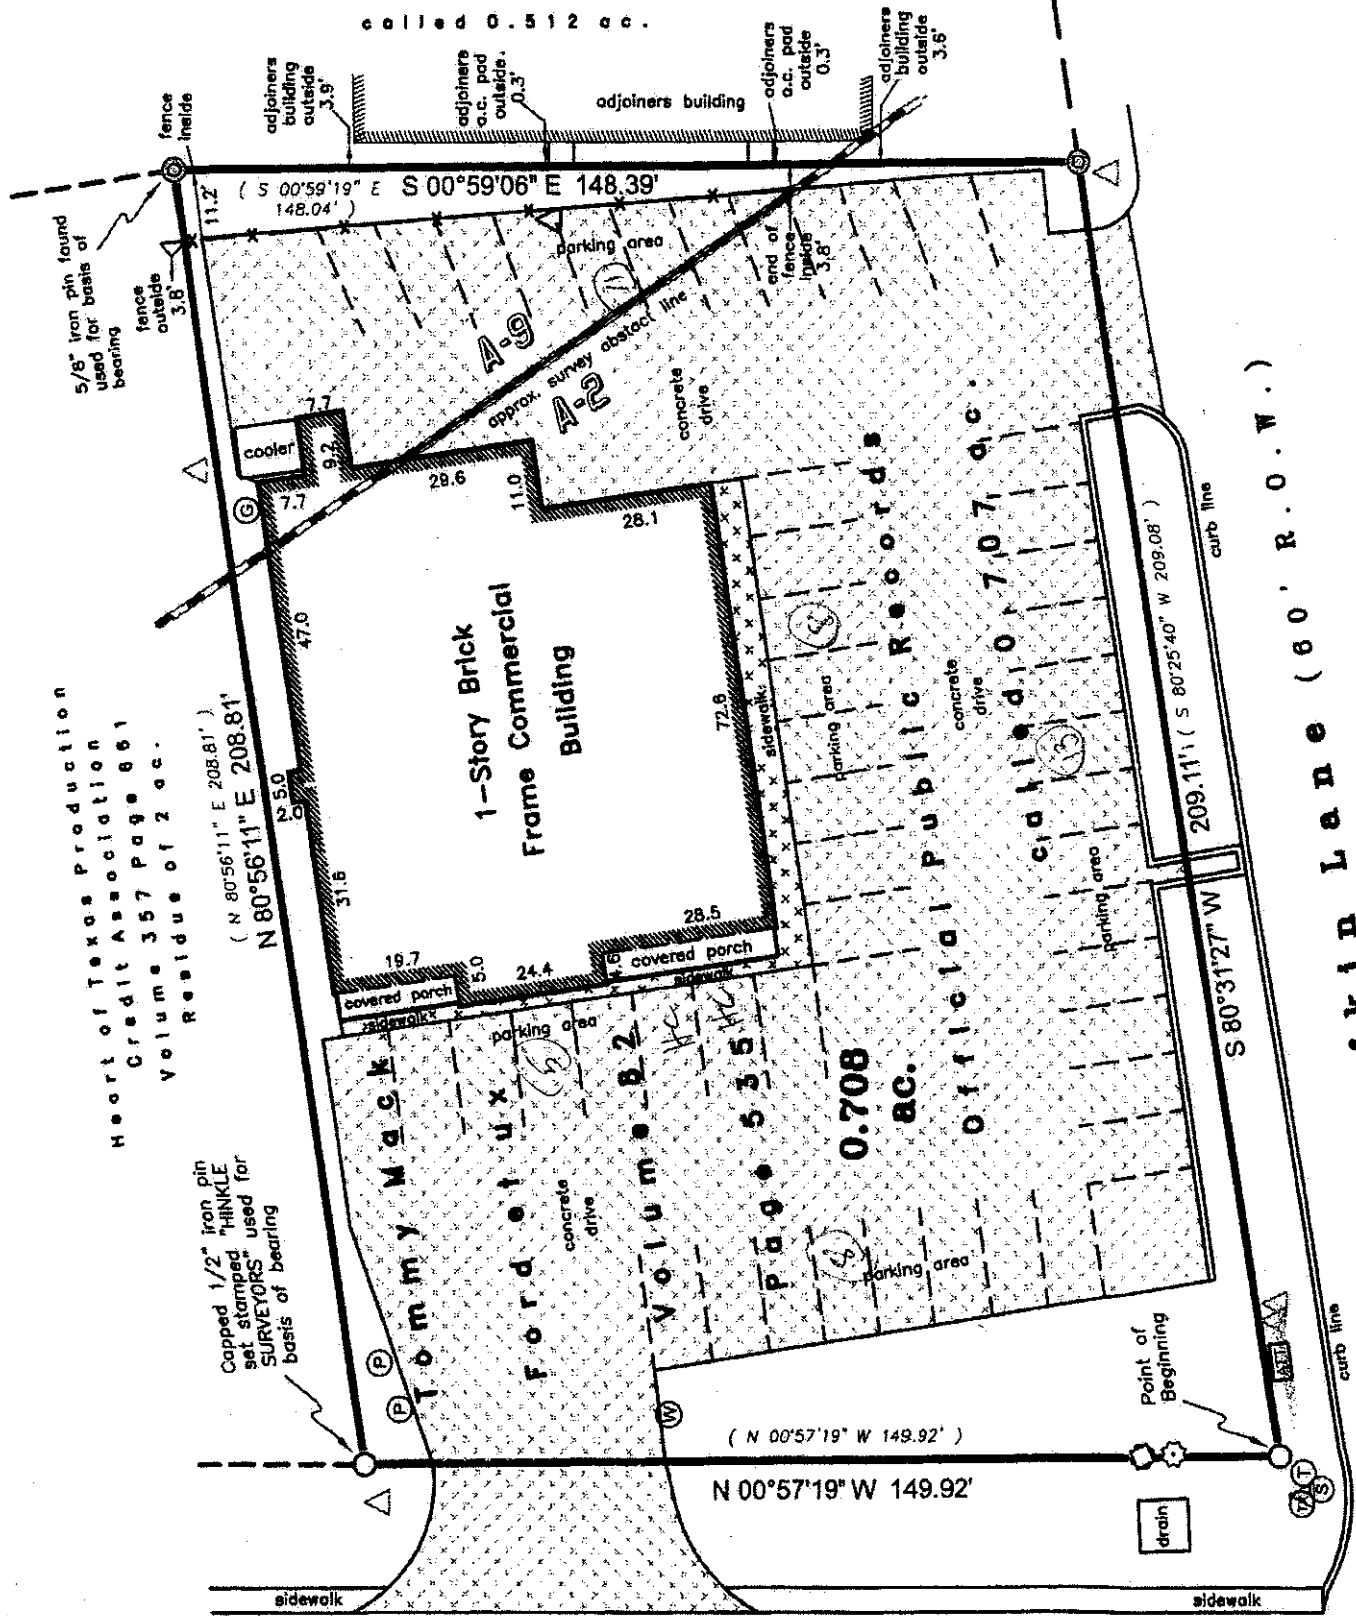 called 0.512 ac.
fence
inside
adjoiners
building
outside
3.9'
adjoiners
a.c. pad
outside
0.3'
adjoiners building
adjoiners
a.c. pad
outside
0.3'
adjoiners
building
outside
3.6'
5/8" iron pin found
used for basis of
bearing
fence
outside
3.8'
11.2'
( S 00°59'19" E
148.04' )
S 00°59'06" E 148.39'
parking area
11
end of
fence
inside
3.8'
A-9
approx. survey abstact line
A-2
concrete
drive
cooler
7.7
9.2
7.7
29.6
11.0
28.1
G
47.0
5.0
2.0
31.6
1-Story Brick
Frame Commercial
Building
72.6
sidewalk
28.5
covered porch
4.6
sidewalk
24.4
5.0
19.7
covered porch
sidewalk
Heart of Texas Production
Credit Association
Volume 357 Page 661
Residue of 2 ac.
( N 80°56'11" E 208.81' )
N 80°56'11" E 208.81'
8
parking area
concrete
drive
13
parking area
Tommy Mack
Ford et ux
Volume 82
Page 535
Official Public Records
called 0.707 ac.
0.708
ac.
parking area
HC
HC
concrete
drive
8
parking area
209.11' ( S 80°25'40" W 209.08' )
S 80°31'27" W
curb line
Lane (60' R.O.W.)
Capped 1/2" iron pin
set stamped "HINKLE
SURVEYORS" used for
basis of bearing
P
P
W
( N 00°57'19" W 149.92' )
N 00°57'19" W 149.92'
Point of
Beginning
T
S
drain
curb line
sidewalk
sidewalk